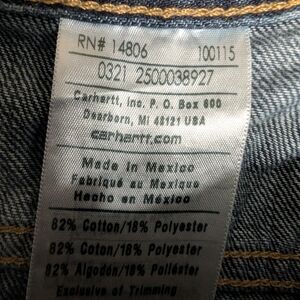 RN# 14806 100115
0321 2500038927
Carhartt, Inc. P. O. Box 600
Dearborn, MI 48121 USA
carhartt.com
Made in Mexico
Fabriqué au Mexique
Hecho en México
82% Cotton/18% Polyester
82% Coton/18% Polyester
82% Algodón/18% Poliéster
Exclusive of Trimming